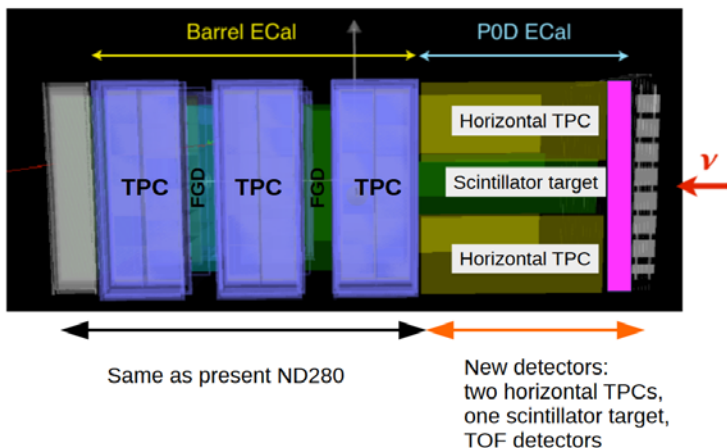 Barrel ECal
P0D ECal
Horizontal TPC
TPC
FGD
TPC
FGD
TPC
Scintillator target
ν
Horizontal TPC
Same as present ND280
New detectors:
two horizontal TPCs,
one scintillator target,
TOF detectors